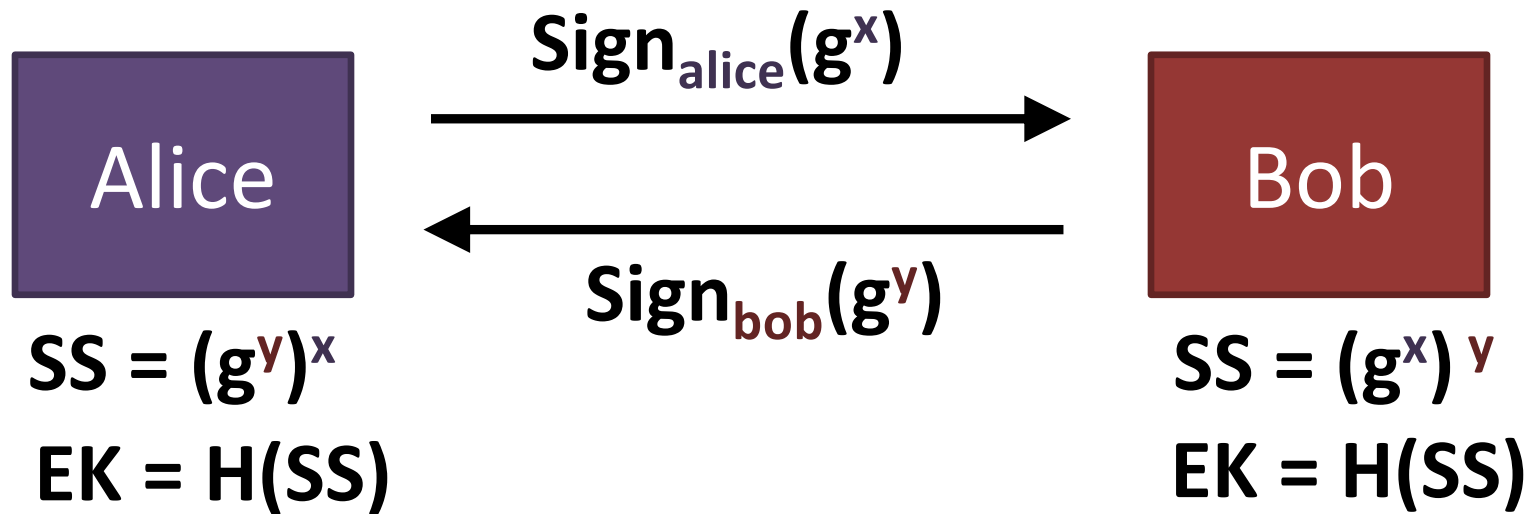 Sign_alice(g^x)
Alice
Bob
Sign_bob(g^y)
SS = (g^y)^x
SS = (g^x)^y
EK = H(SS)
EK = H(SS)